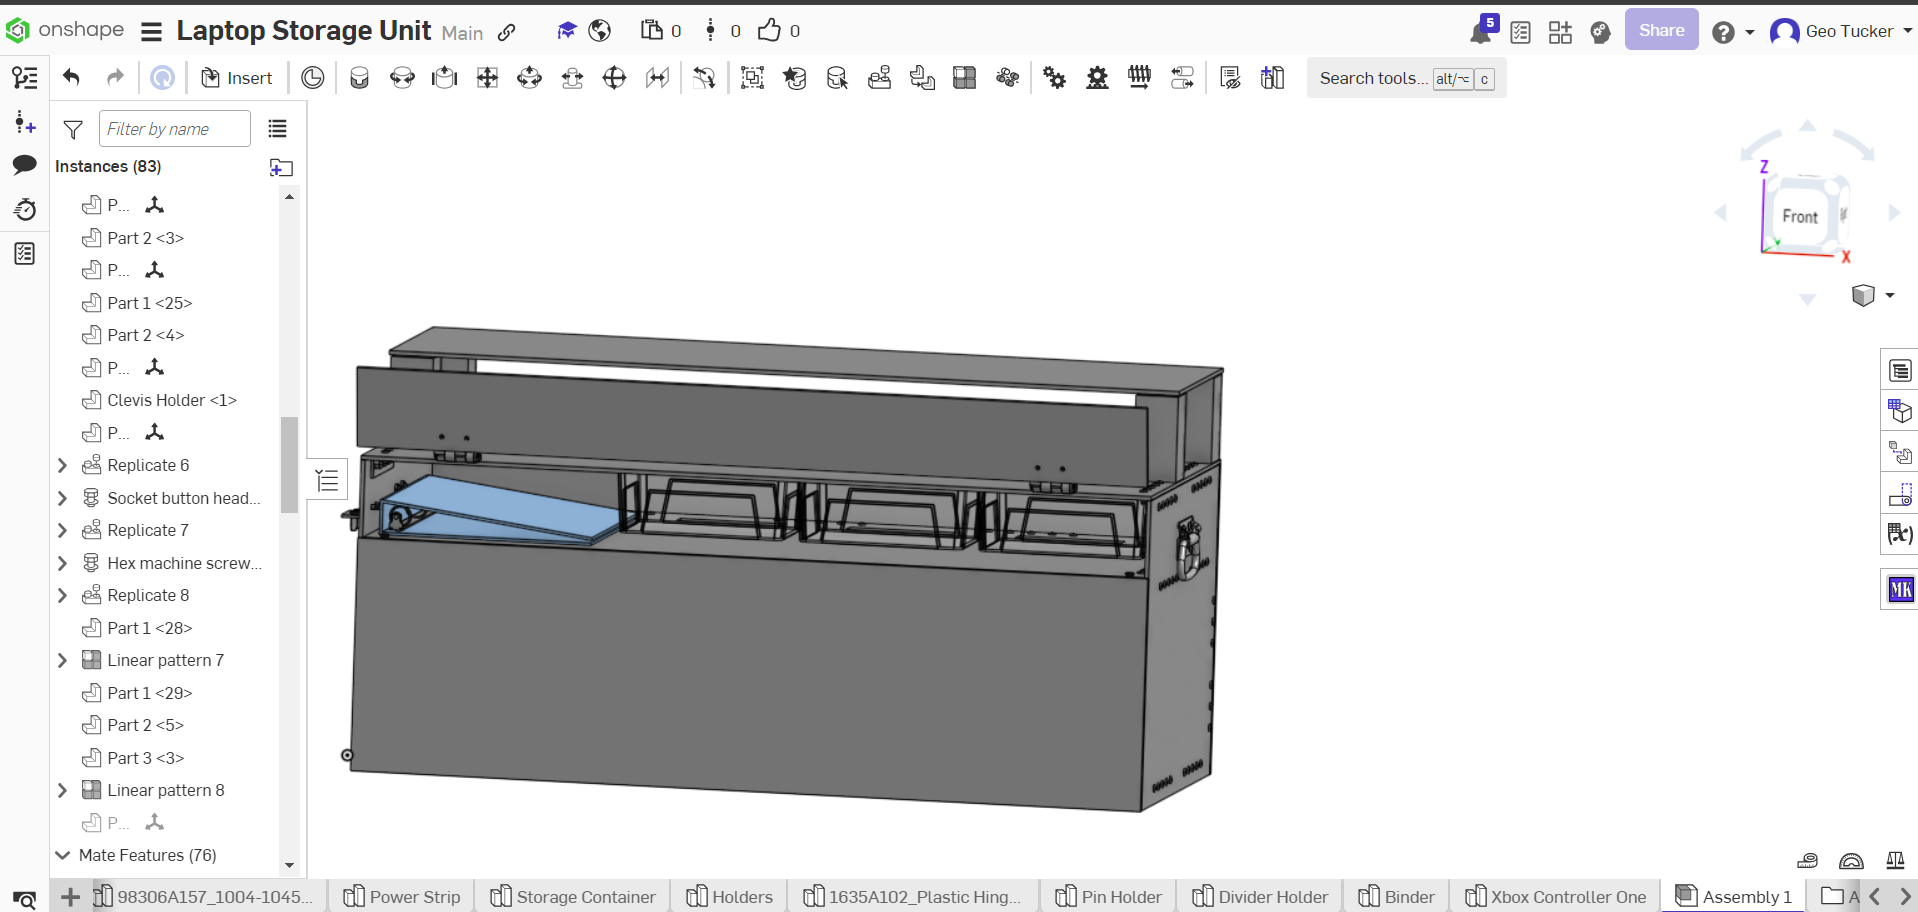 onshape Laptop Storage Unit Main 0 0 0 5 Share Geo Tucker
Insert Search tools... alt/⌥ c
Filter by name
Instances (83)
P...
Part 2 <3>
P...
Part 1 <25>
Part 2 <4>
P...
Clevis Holder <1>
P...
Replicate 6
Socket button head...
Replicate 7
Hex machine screw...
Replicate 8
Part 1 <28>
Linear pattern 7
Part 1 <29>
Part 2 <5>
Part 3 <3>
Linear pattern 8
P...
Mate Features (76)
Z
Front
X
(x)
MK
98306A157_1004-1045... Power Strip Storage Container Holders 1635A102_Plastic Hing... Pin Holder Divider Holder Binder Xbox Controller One Assembly 1 A